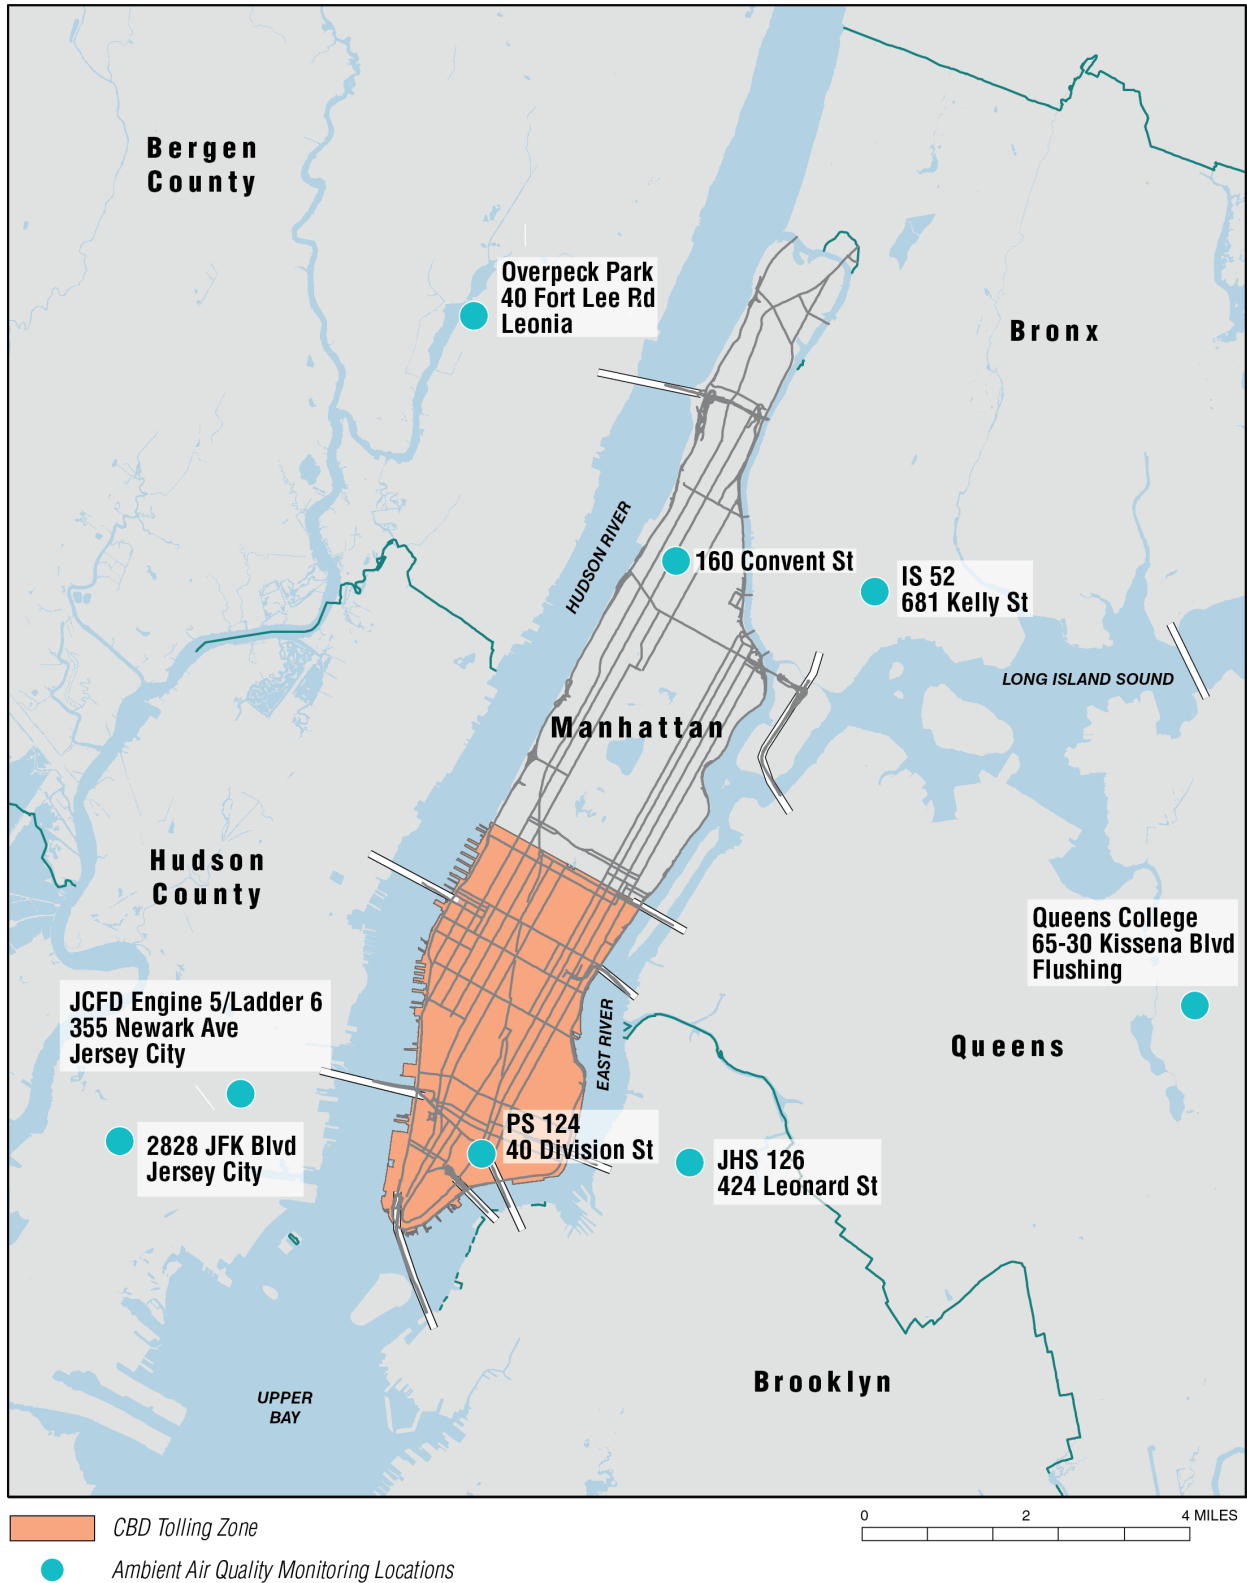 Bergen
County
Overpeck Park
40 Fort Lee Rd
Leonia
Bronx
HUDSON RIVER
160 Convent St
IS 52
681 Kelly St
LONG ISLAND SOUND
Manhattan
Hudson
County
Queens College
65-30 Kissena Blvd
Flushing
JCFD Engine 5/Ladder 6
355 Newark Ave
Jersey City
EAST RIVER
Queens
2828 JFK Blvd
Jersey City
PS 124
40 Division St
JHS 126
424 Leonard St
Brooklyn
UPPER
BAY
CBD Tolling Zone
0 2 4 MILES
Ambient Air Quality Monitoring Locations